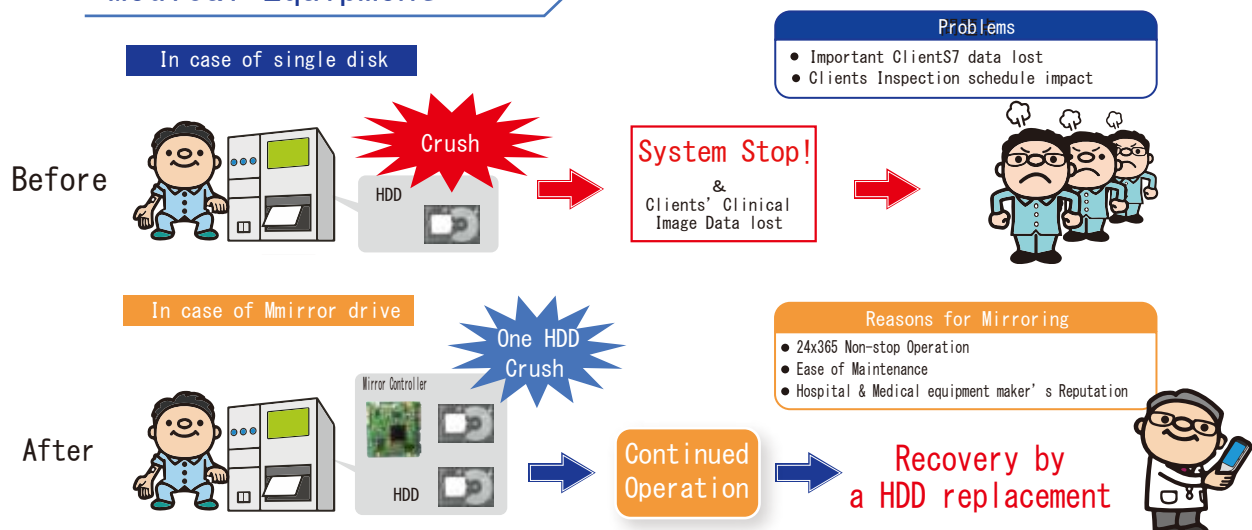 Medical Equipment
Problems
● Important ClientS7 data lost
● Clients Inspection schedule impact
In case of single disk
Before
HDD
Crush
System Stop!
&
Clients' Clinical
Image Data lost
In case of Mmirror drive
After
Mirror Controller
HDD
One HDD
Crush
Continued
Operation
Reasons for Mirroring
● 24x365 Non-stop Operation
● Ease of Maintenance
● Hospital & Medical equipment maker's Reputation
Recovery by
a HDD replacement